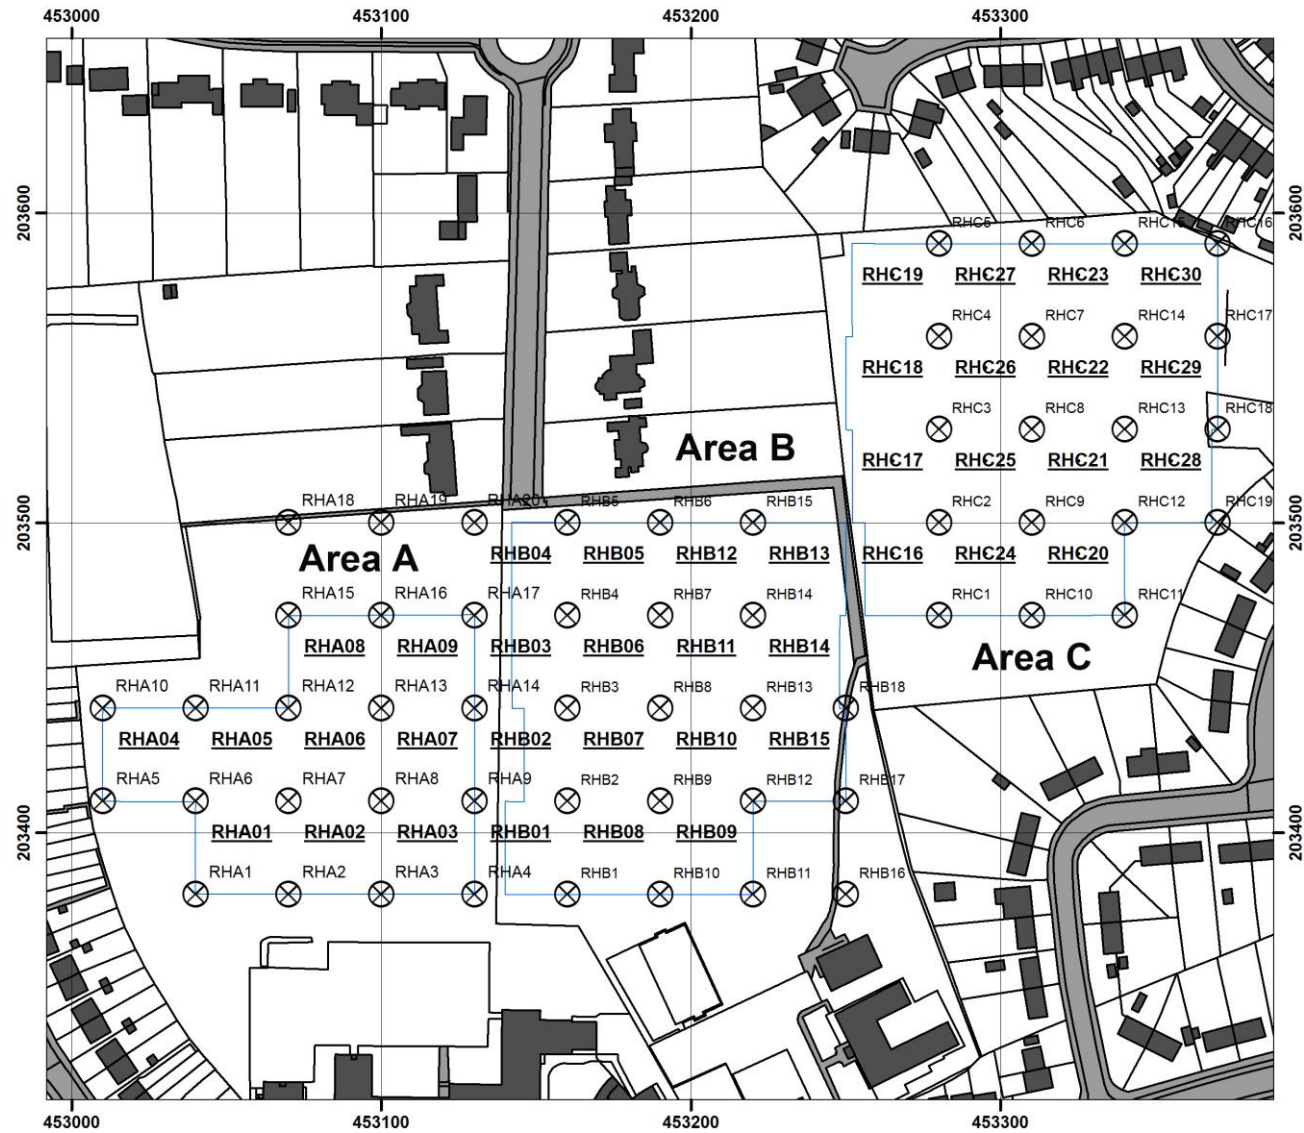 453000 453100 453200 453300
203600 203600
RHC5 RHC6 RHC15 RHC16
RHC19 RHC27 RHC23 RHC30
RHC4 RHC7 RHC14 RHC17
RHC18 RHC26 RHC22 RHC29
RHC3 RHC8 RHC13 RHC18
Area B
RHC17 RHC25 RHC21 RHC28
203500 203500
RHA18 RHA19 RHA20 RHB5 RHB6 RHB15 RHC2 RHC9 RHC12 RHC19
Area A
RHB04 RHB05 RHB12 RHB13 RHC16 RHC24 RHC20
RHA15 RHA16 RHA17 RHB4 RHB7 RHB14 RHC1 RHC10 RHC11
RHA08 RHA09 RHB03 RHB06 RHB11 RHB14
Area C
RHA10 RHA11 RHA12 RHA13 RHA14 RHB3 RHB8 RHB13 RHB18
RHA04 RHA05 RHA06 RHA07 RHB02 RHB07 RHB10 RHB15
RHA5 RHA6 RHA7 RHA8 RHA9 RHB2 RHB9 RHB12 RHB17
203400 203400
RHA01 RHA02 RHA03 RHB01 RHB08 RHB09
RHA1 RHA2 RHA3 RHA4 RHB1 RHB10 RHB11 RHB16
453000 453100 453200 453300